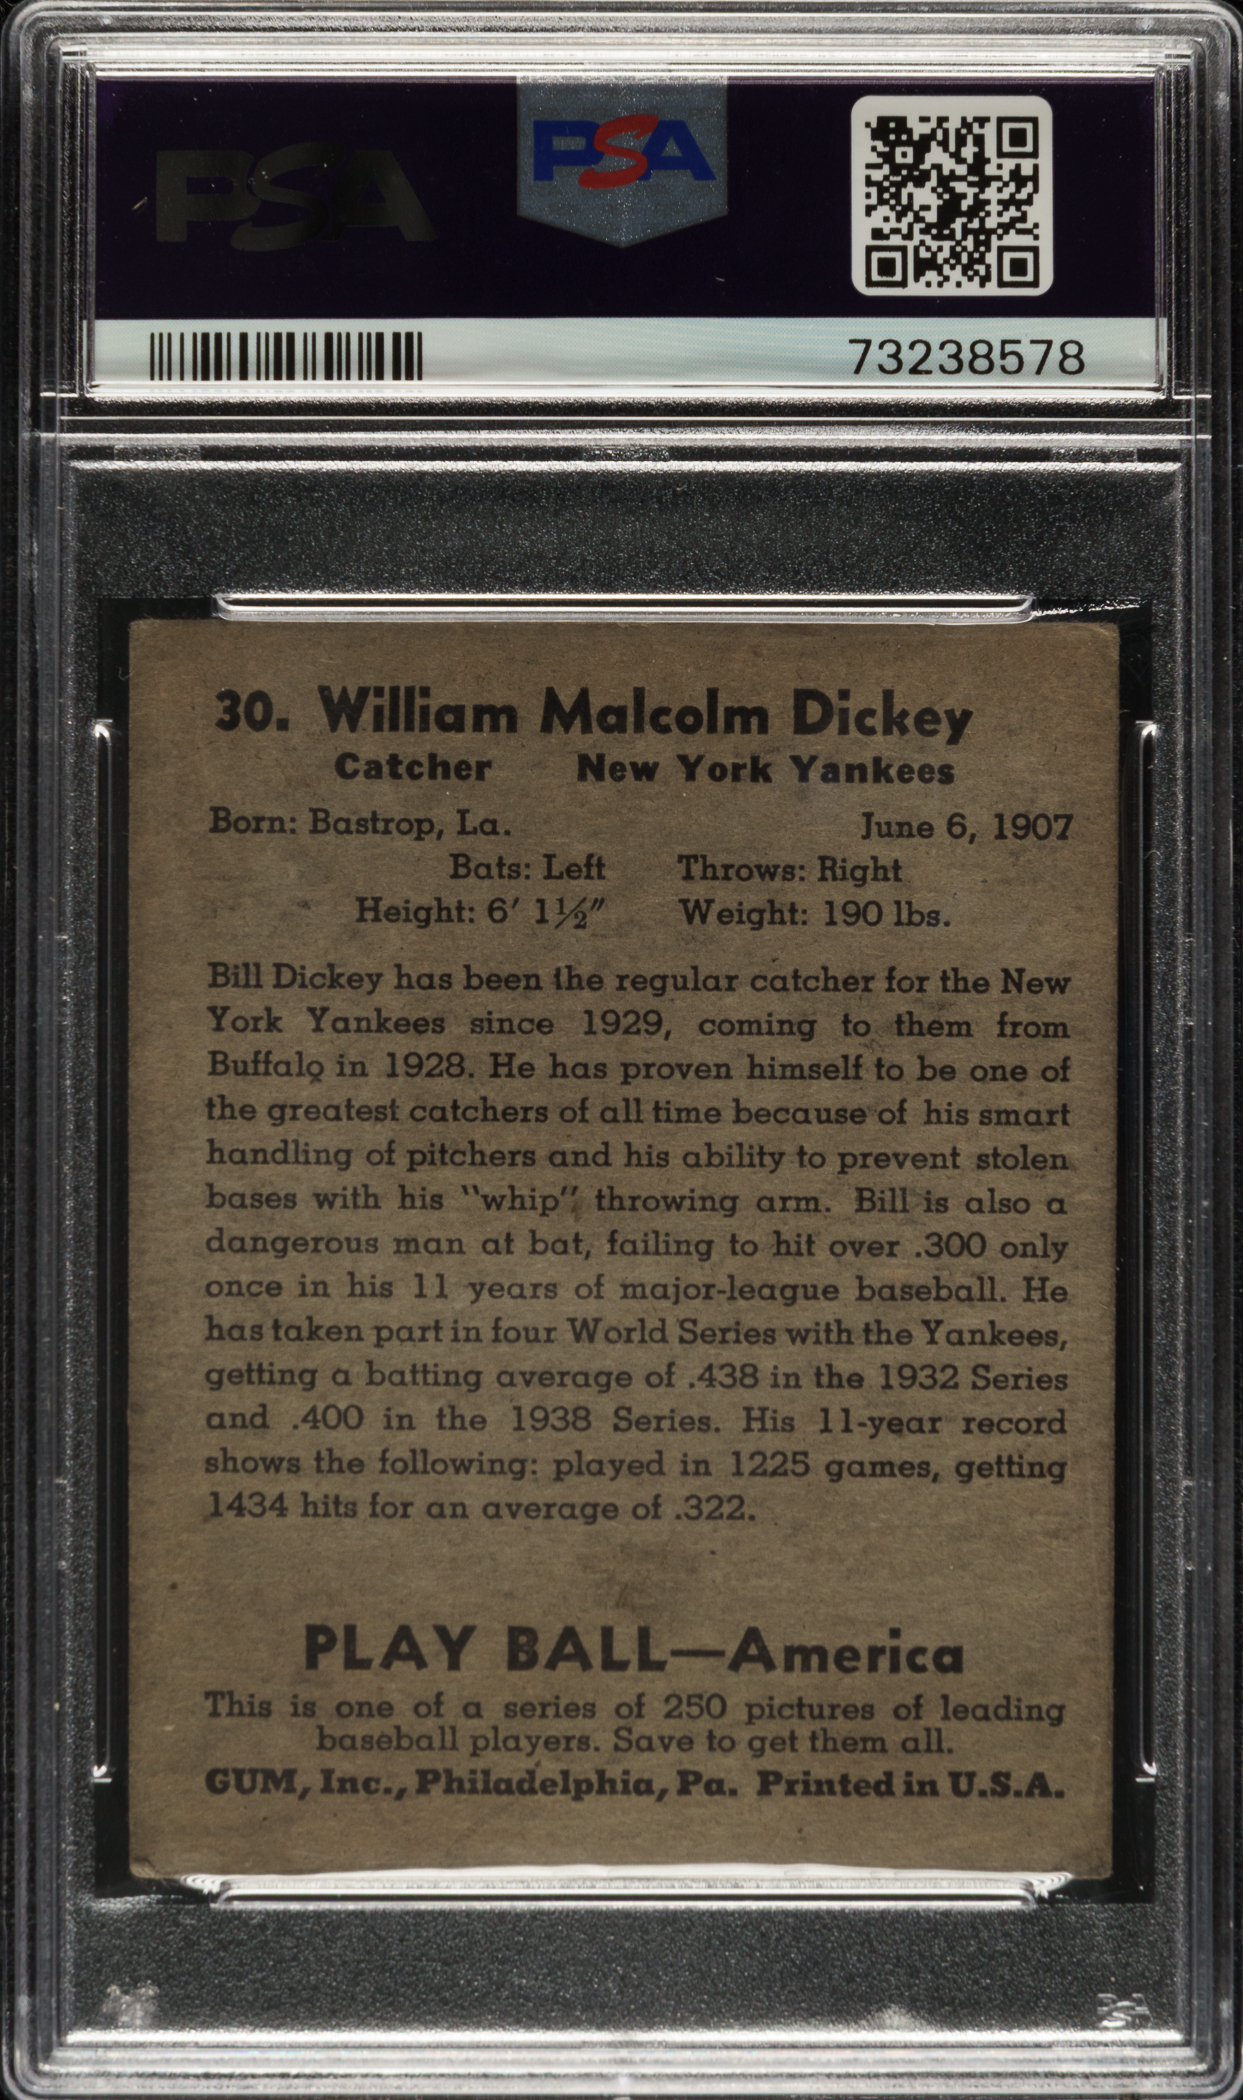 PSA
PSA
73238578
30. William Malcolm Dickey
Catcher New York Yankees
Born: Bastrop, La. June 6, 1907
Bats: Left Throws: Right
Height: 6' 1½" Weight: 190 lbs.
Bill Dickey has been the regular catcher for the New
York Yankees since 1929, coming to them from
Buffalo in 1928. He has proven himself to be one of
the greatest catchers of all time because of his smart
handling of pitchers and his ability to prevent stolen
bases with his "whip" throwing arm. Bill is also a
dangerous man at bat, failing to hit over .300 only
once in his 11 years of major-league baseball. He
has taken part in four World Series with the Yankees,
getting a batting average of .438 in the 1932 Series
and .400 in the 1938 Series. His 11-year record
shows the following: played in 1225 games, getting
1434 hits for an average of .322.
PLAY BALL—America
This is one of a series of 250 pictures of leading
baseball players. Save to get them all.
GUM, Inc., Philadelphia, Pa. Printed in U.S.A.
PSA